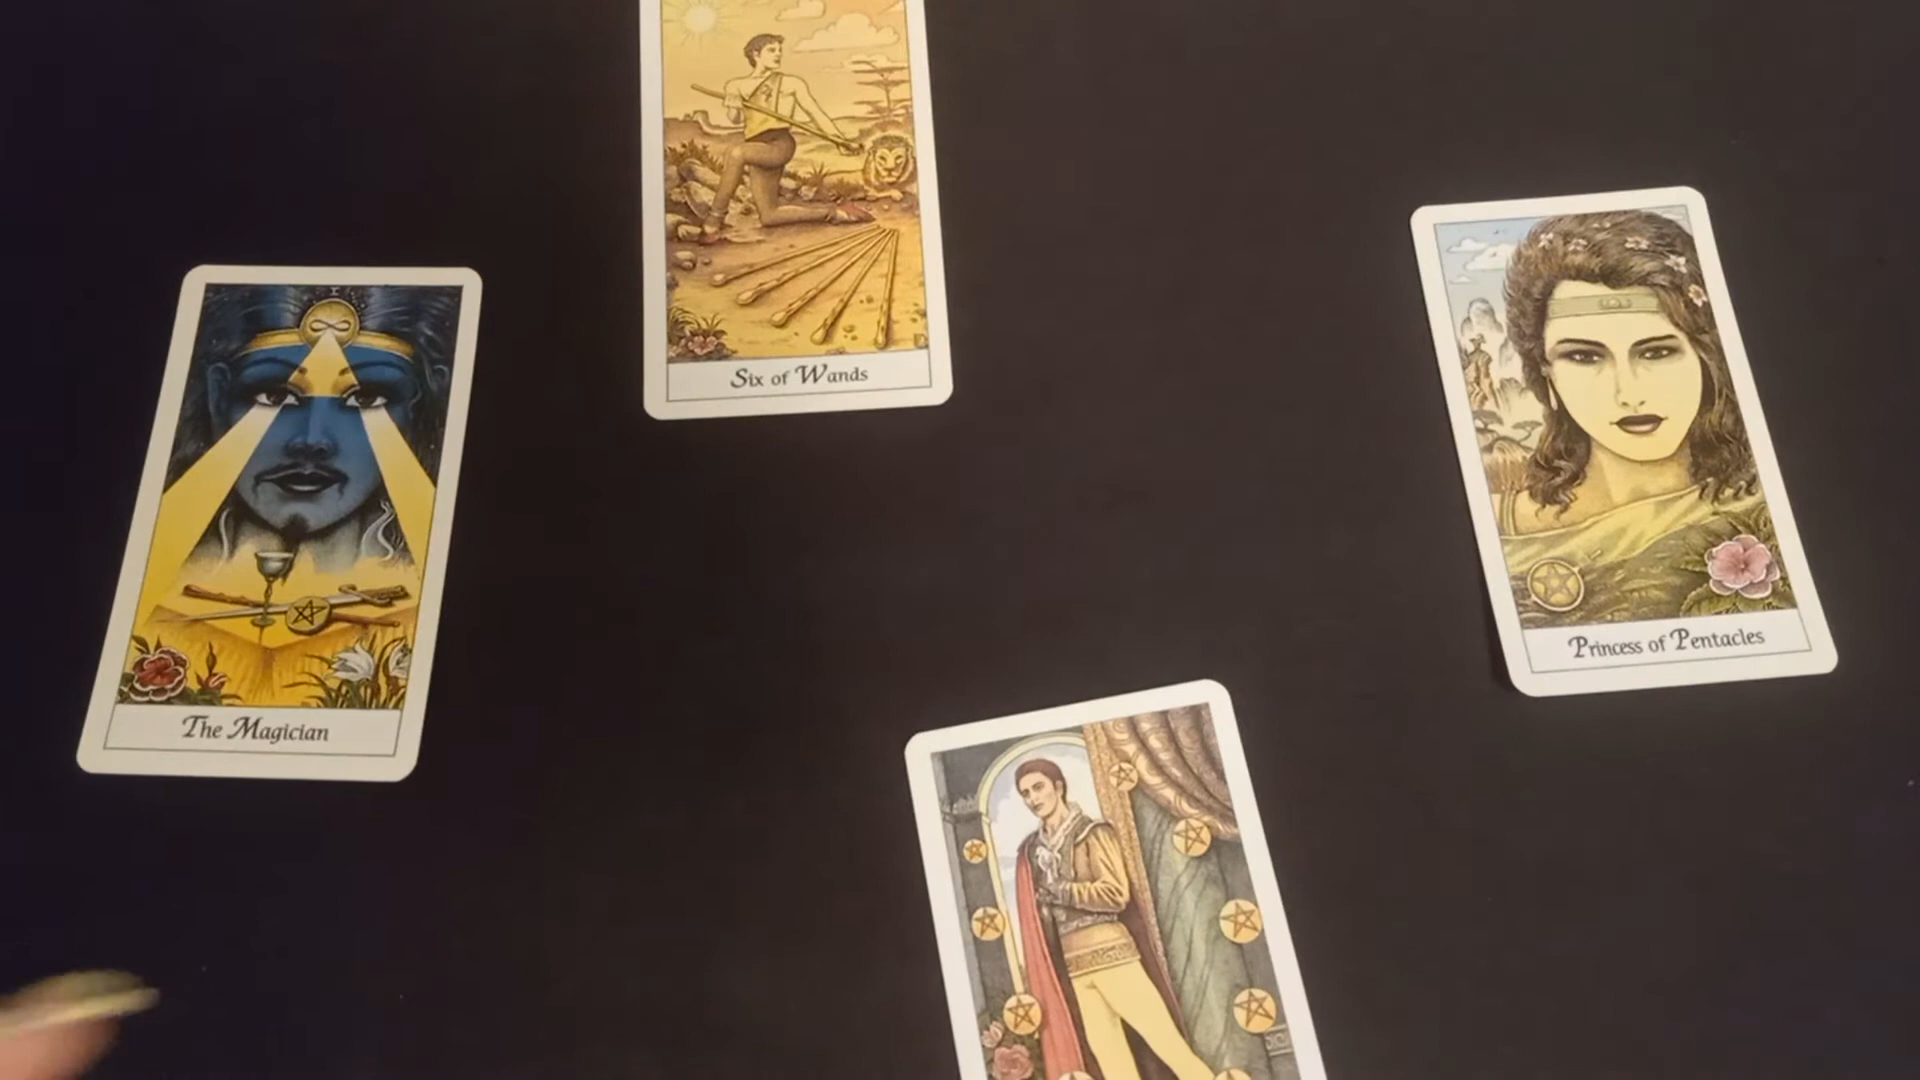 Six of Wands
I
The Magician
Princess of Pentacles